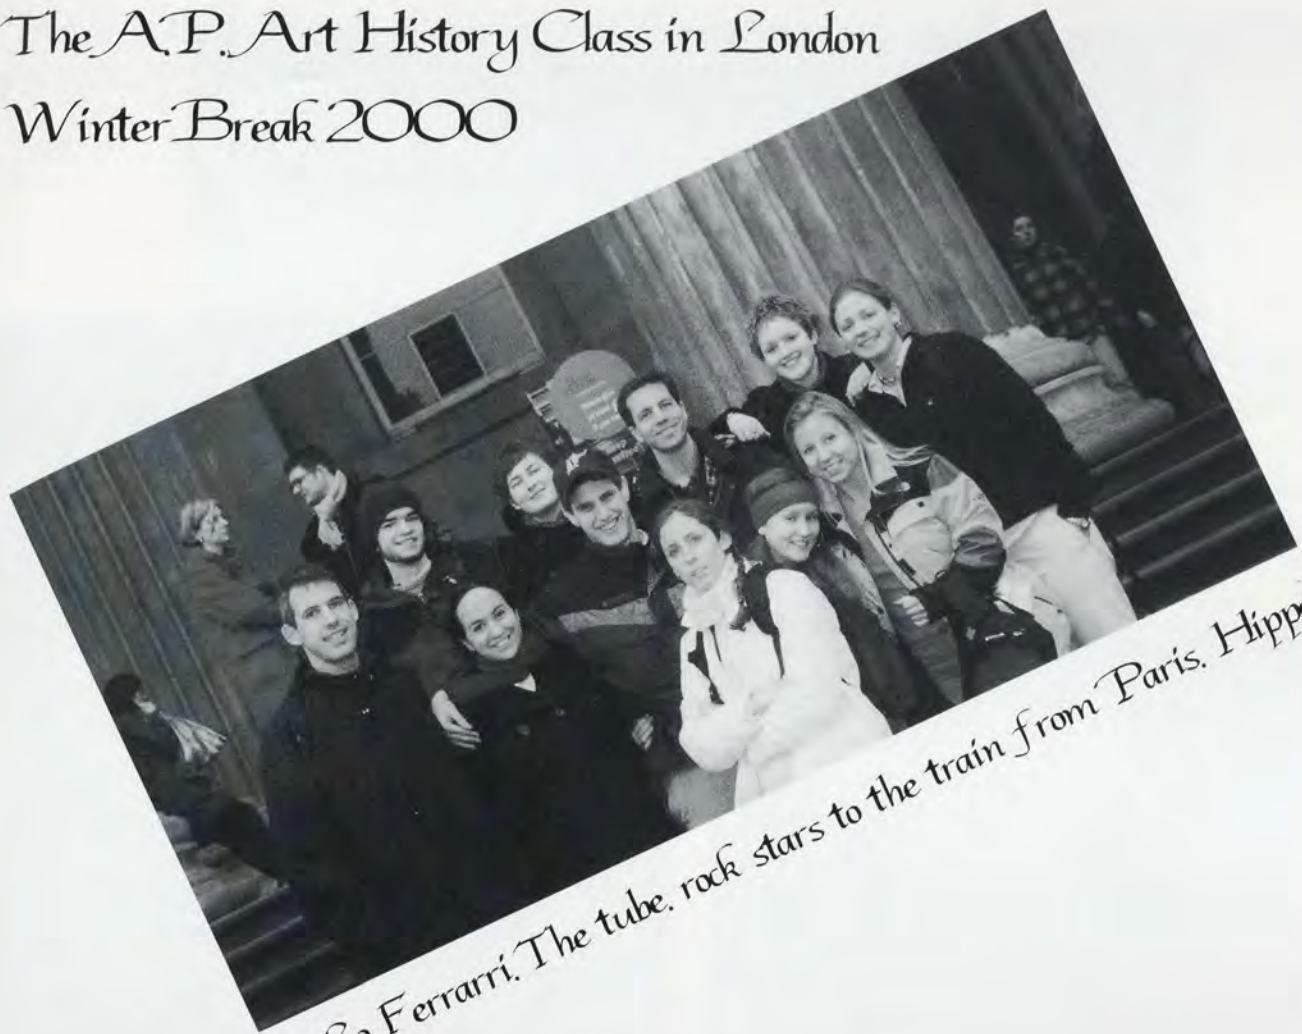 The A.P. Art History Class in London
Winter Break 2000
Ferrarri. The tube, rock stars to the train from Paris. Hipp